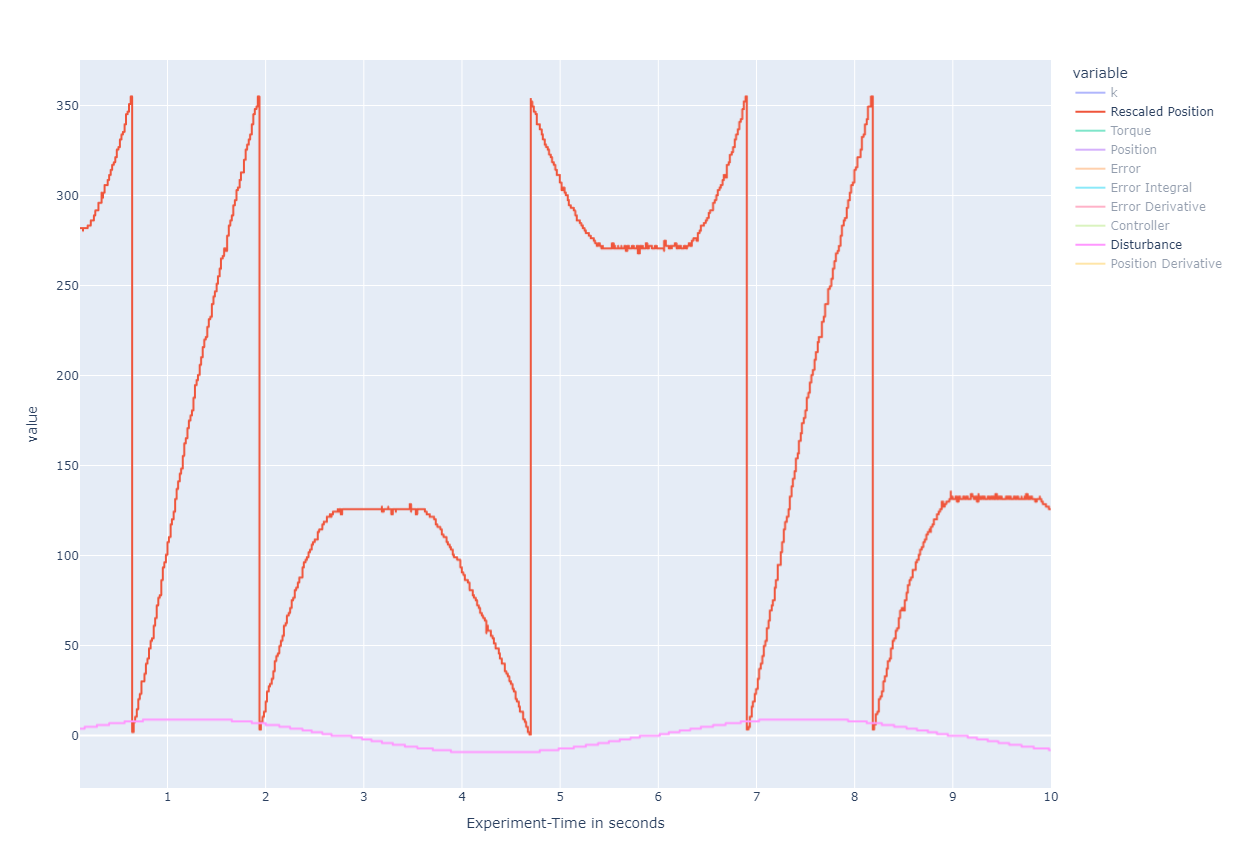 variable
k
Rescaled Position
Torque
Position
Error
Error Integral
Error Derivative
Controller
Disturbance
Position Derivative
value
350
300
250
200
150
100
50
0
1 2 3 4 5 6 7 8 9 10
Experiment-Time in seconds